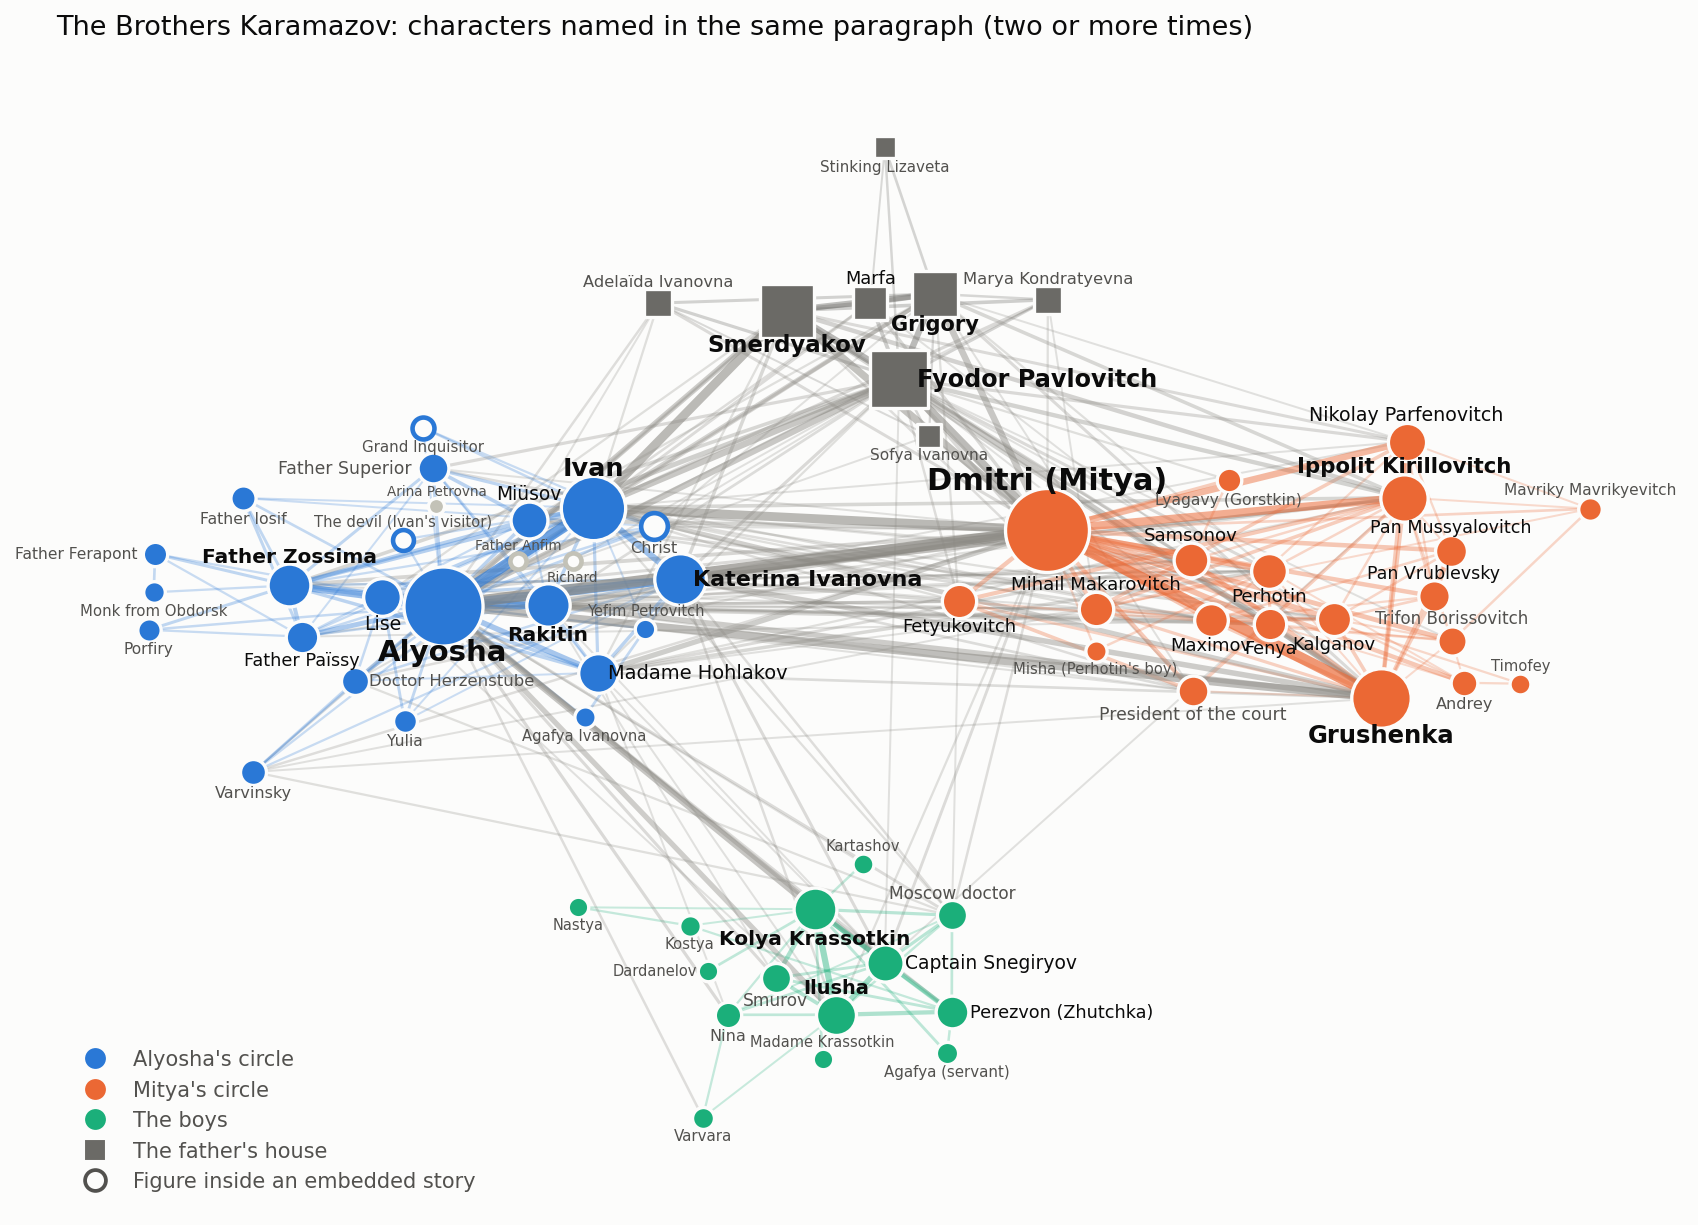 The Brothers Karamazov: characters named in the same paragraph (two or more times)
Stinking Lizaveta
Adelaïda Ivanovna
Marfa
Marya Kondratyevna
Grigory
Smerdyakov
Fyodor Pavlovitch
Nikolay Parfenovitch
Grand Inquisitor
Sofya Ivanovna
Father Superior
Ivan
Ippolit Kirillovitch
Dmitri (Mitya)
Arina Petrovna
Miüsov
Lyagavy (Gorstkin)
Mavriky Mavrikyevitch
Father Iosif
The devil (Ivan's visitor)
Pan Mussyalovitch
Samsonov
Father Ferapont
Father Zossima
Father Anfim
Christ
Richard
Katerina Ivanovna
Mihail Makarovitch
Pan Vrublevsky
Perhotin
Monk from Obdorsk
Lise
Yefim Petrovitch
Fetyukovitch
Trifon Borissovitch
Rakitin
Porfiry
Father Païssy
Alyosha
Maximov
Fenya
Kalganov
Doctor Herzenstube
Madame Hohlakov
Misha (Perhotin's boy)
Timofey
Andrey
President of the court
Yulia
Agafya Ivanovna
Grushenka
Varvinsky
Kartashov
Moscow doctor
Nastya
Kostya
Kolya Krassotkin
Captain Snegiryov
Dardanelov
Smurov
Ilusha
Perezvon (Zhutchka)
Nina
Madame Krassotkin
Agafya (servant)
Varvara
Alyosha's circle
Mitya's circle
The boys
The father's house
Figure inside an embedded story